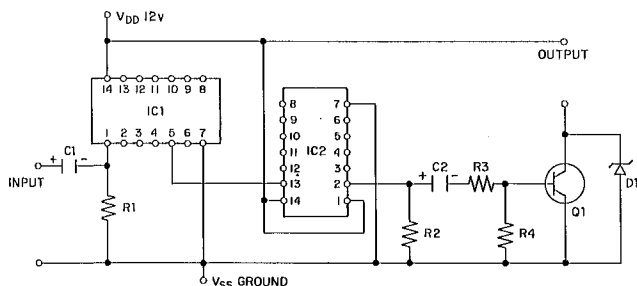 VDD 12v
OUTPUT
14 13 12 11 10 9 8
IC1
1 2 3 4 5 6 7
C1
+ -
INPUT
R1
8 7
9 6
10 5
11 4
IC2
12 3
13 2
14 1
C2
+ -
R3
R2
R4
Q1
D1
VSS GROUND